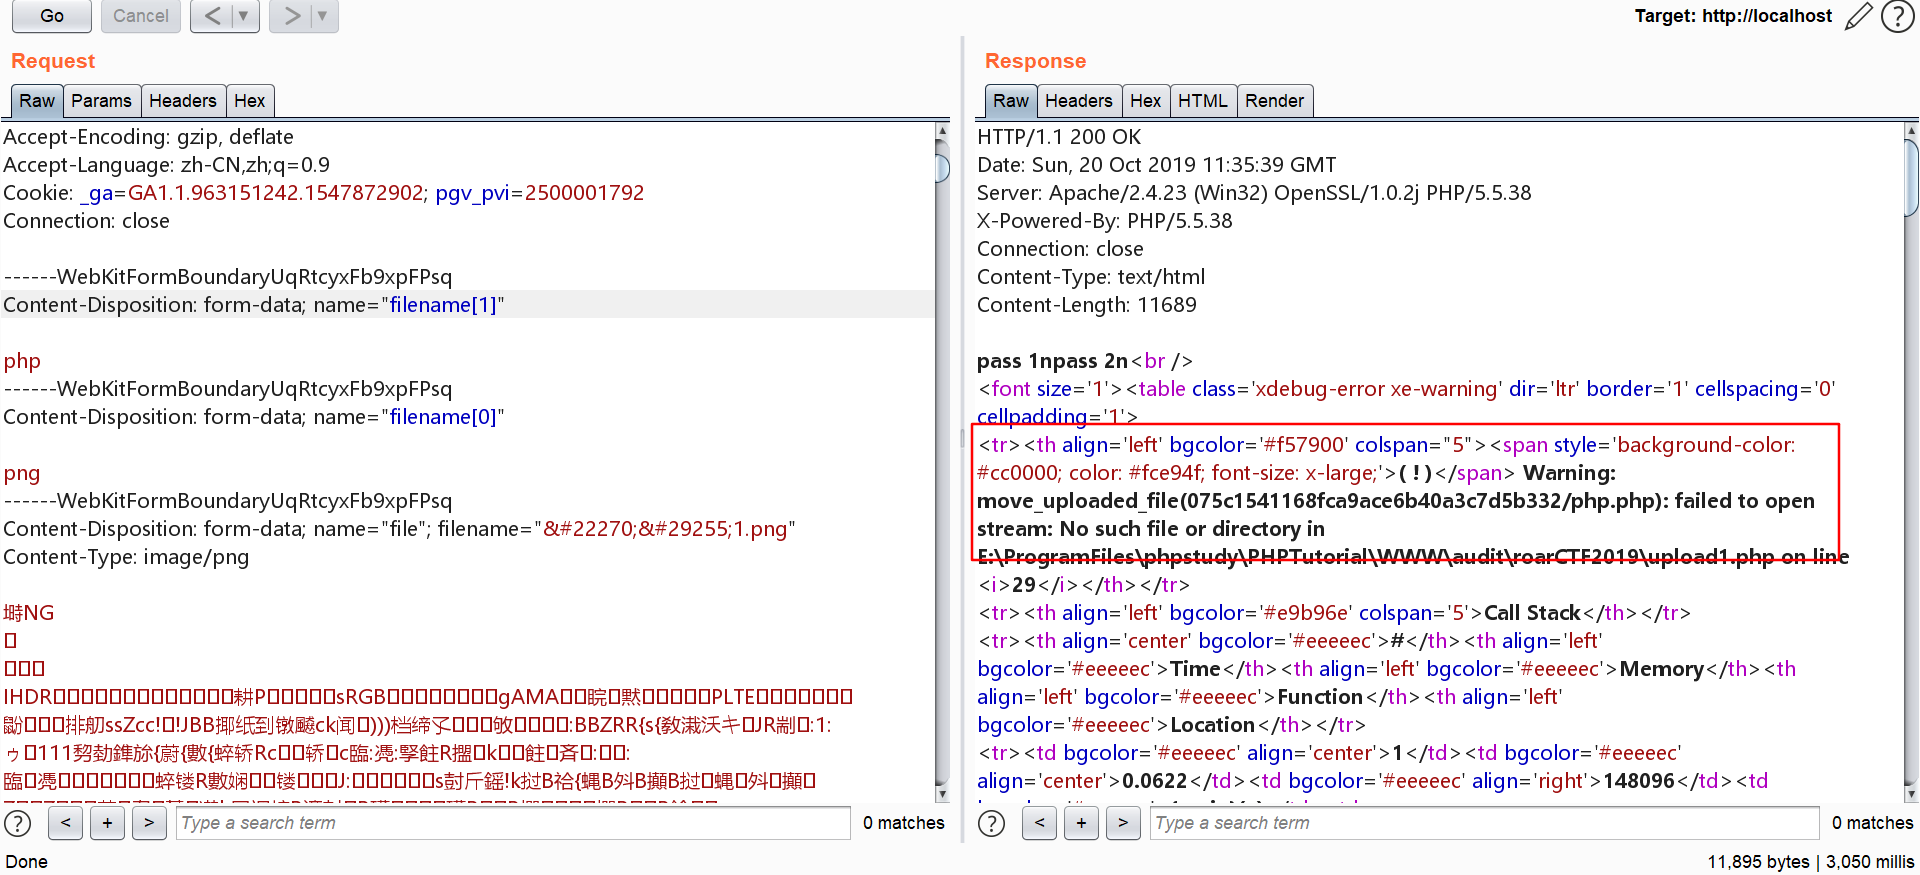 Go
Cancel
<
>
Target: http://localhost
?
Request
Response
Raw
Params
Headers
Hex
Raw
Headers
Hex
HTML
Render
Accept-Encoding: gzip, deflate
Accept-Language: zh-CN,zh;q=0.9
Cookie: _ga=GA1.1.963151242.1547872902; pgv_pvi=2500001792
Connection: close
------WebKitFormBoundaryUqRtcyxFb9xpFPsq
Content-Disposition: form-data; name="filename[1]"
php
------WebKitFormBoundaryUqRtcyxFb9xpFPsq
Content-Disposition: form-data; name="filename[0]"
png
------WebKitFormBoundaryUqRtcyxFb9xpFPsq
Content-Disposition: form-data; name="file"; filename="&#22270;&#29255;1.png"
Content-Type: image/png
NG
IHDR
sRGB
gAMA
PLTE
HTTP/1.1 200 OK
Date: Sun, 20 Oct 2019 11:35:39 GMT
Server: Apache/2.4.23 (Win32) OpenSSL/1.0.2j PHP/5.5.38
X-Powered-By: PHP/5.5.38
Connection: close
Content-Type: text/html
Content-Length: 11689
pass 1npass 2n<br />
<font size='1'><table class='xdebug-error xe-warning' dir='ltr' border='1' cellspacing='0'
cellpadding='1'>
<tr><th align='left' bgcolor='#f57900' colspan="5"><span style='background-color:
#cc0000; color: #fce94f; font-size: x-large;'>( ! )</span> Warning:
move_uploaded_file(075c1541168fca9ace6b40a3c7d5b332/php.php): failed to open
stream: No such file or directory in
E:\ProgramFiles\phpstudy\PHPTutorial\WWW\audit\roarCTF2019\upload1.php on line
<i>29</i></th></tr>
<tr><th align='left' bgcolor='#e9b96e' colspan='5'>Call Stack</th></tr>
<tr><th align='center' bgcolor='#eeeeec'>#</th><th align='left'
bgcolor='#eeeeec'>Time</th><th align='left' bgcolor='#eeeeec'>Memory</th><th
align='left' bgcolor='#eeeeec'>Function</th><th align='left'
bgcolor='#eeeeec'>Location</th></tr>
<tr><td bgcolor='#eeeeec' align='center'>1</td><td bgcolor='#eeeeec'
align='center'>0.0622</td><td bgcolor='#eeeeec' align='right'>148096</td><td
?
<
+
>
Type a search term
0 matches
?
<
+
>
Type a search term
0 matches
Done
11,895 bytes | 3,050 millis